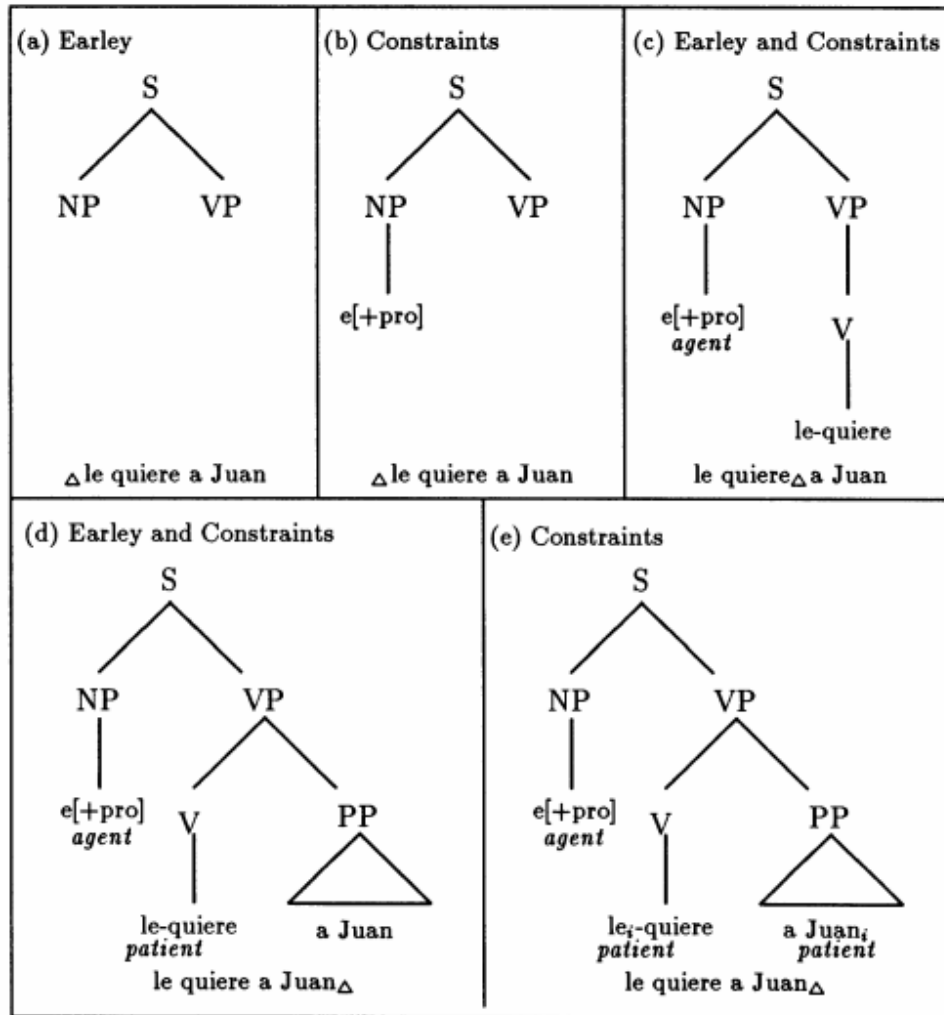 (a) Earley
S
NP VP
△le quiere a Juan
(b) Constraints
S
NP VP
e[+pro]
△le quiere a Juan
(c) Earley and Constraints
S
NP VP
e[+pro]
agent
V
le-quiere
le quiere△a Juan
(d) Earley and Constraints
S
NP VP
e[+pro]
agent
V PP
le-quiere a Juan
patient
le quiere a Juan△
(e) Constraints
S
NP VP
e[+pro]
agent
V PP
leᵢ-quiere a Juanᵢ
patient patient
le quiere a Juan△